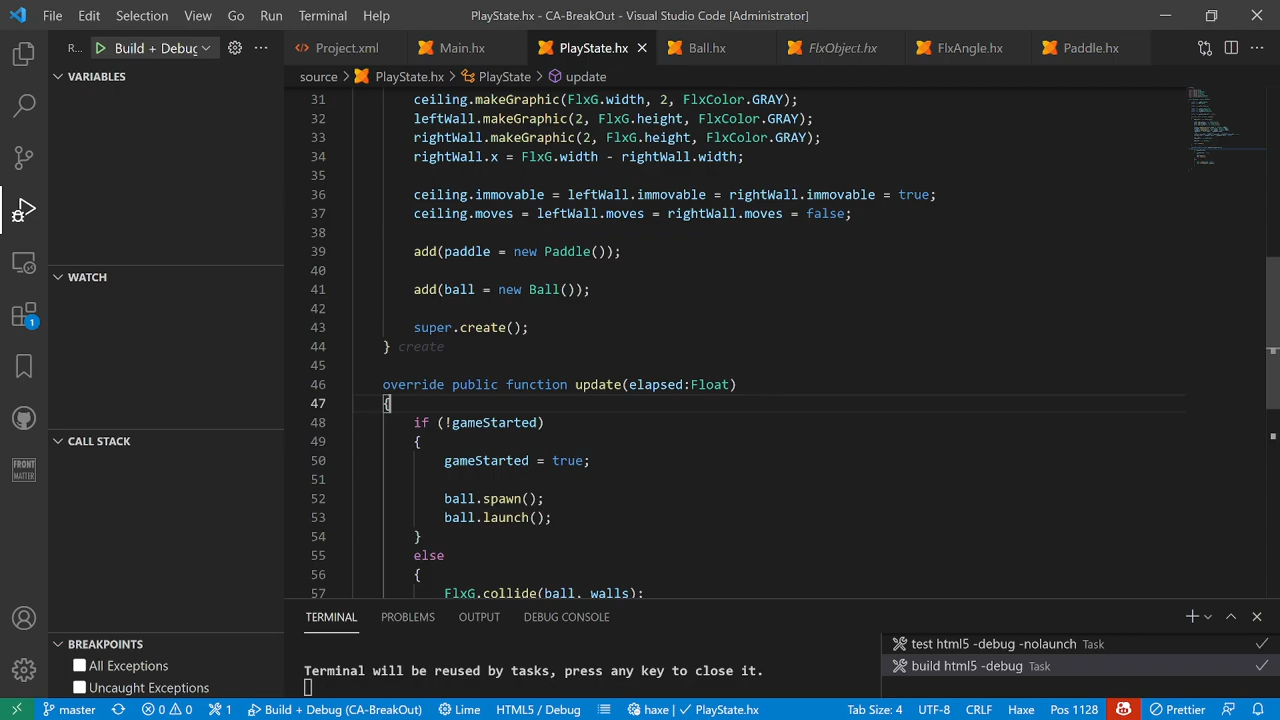 File Edit Selection View Go Run Terminal Help PlayState.hx - CA-BreakOut - Visual Studio Code [Administrator]
R... Build + Debug ... Project.xml Main.hx PlayState.hx Ball.hx FlxObject.hx FlxAngle.hx Paddle.hx
VARIABLES
WATCH
CALL STACK
BREAKPOINTS
All Exceptions
Uncaught Exceptions
1
FRONT
MATTER
source > PlayState.hx > PlayState > update
31 ceiling.makeGraphic(FlxG.width, 2, FlxColor.GRAY);
32 leftWall.makeGraphic(2, FlxG.height, FlxColor.GRAY);
33 rightWall.makeGraphic(2, FlxG.height, FlxColor.GRAY);
34 rightWall.x = FlxG.width - rightWall.width;
35
36 ceiling.immovable = leftWall.immovable = rightWall.immovable = true;
37 ceiling.moves = leftWall.moves = rightWall.moves = false;
38
39 add(paddle = new Paddle());
40
41 add(ball = new Ball());
42
43 super.create();
44 } create
45
46 override public function update(elapsed:Float)
47 {
48 if (!gameStarted)
49 {
50 gameStarted = true;
51
52 ball.spawn();
53 ball.launch();
54 }
55 else
56 {
57 FlxG.collide(ball, walls);
TERMINAL PROBLEMS OUTPUT DEBUG CONSOLE
Terminal will be reused by tasks, press any key to close it.
test html5 -debug -nolaunch Task
build html5 -debug Task
master 0 0 1 Build + Debug (CA-BreakOut) Lime HTML5 / Debug haxe | PlayState.hx Tab Size: 4 UTF-8 CRLF Haxe Pos 1128 Prettier